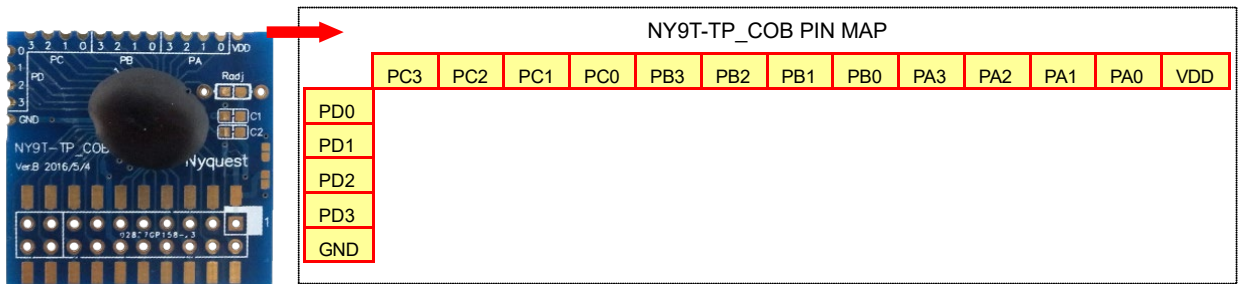 3 2 1 0 3 2 1 0 3 2 1 0 VDD
PC PB PA
0
1
PD
2
3
GND
Radj
C1
C2
NY9T-TP_COB
Ver.B 2016/5/4
Nyquest
1
NY9T-TP_COB PIN MAP
PC3 PC2 PC1 PC0 PB3 PB2 PB1 PB0 PA3 PA2 PA1 PA0 VDD
PD0
PD1
PD2
PD3
GND